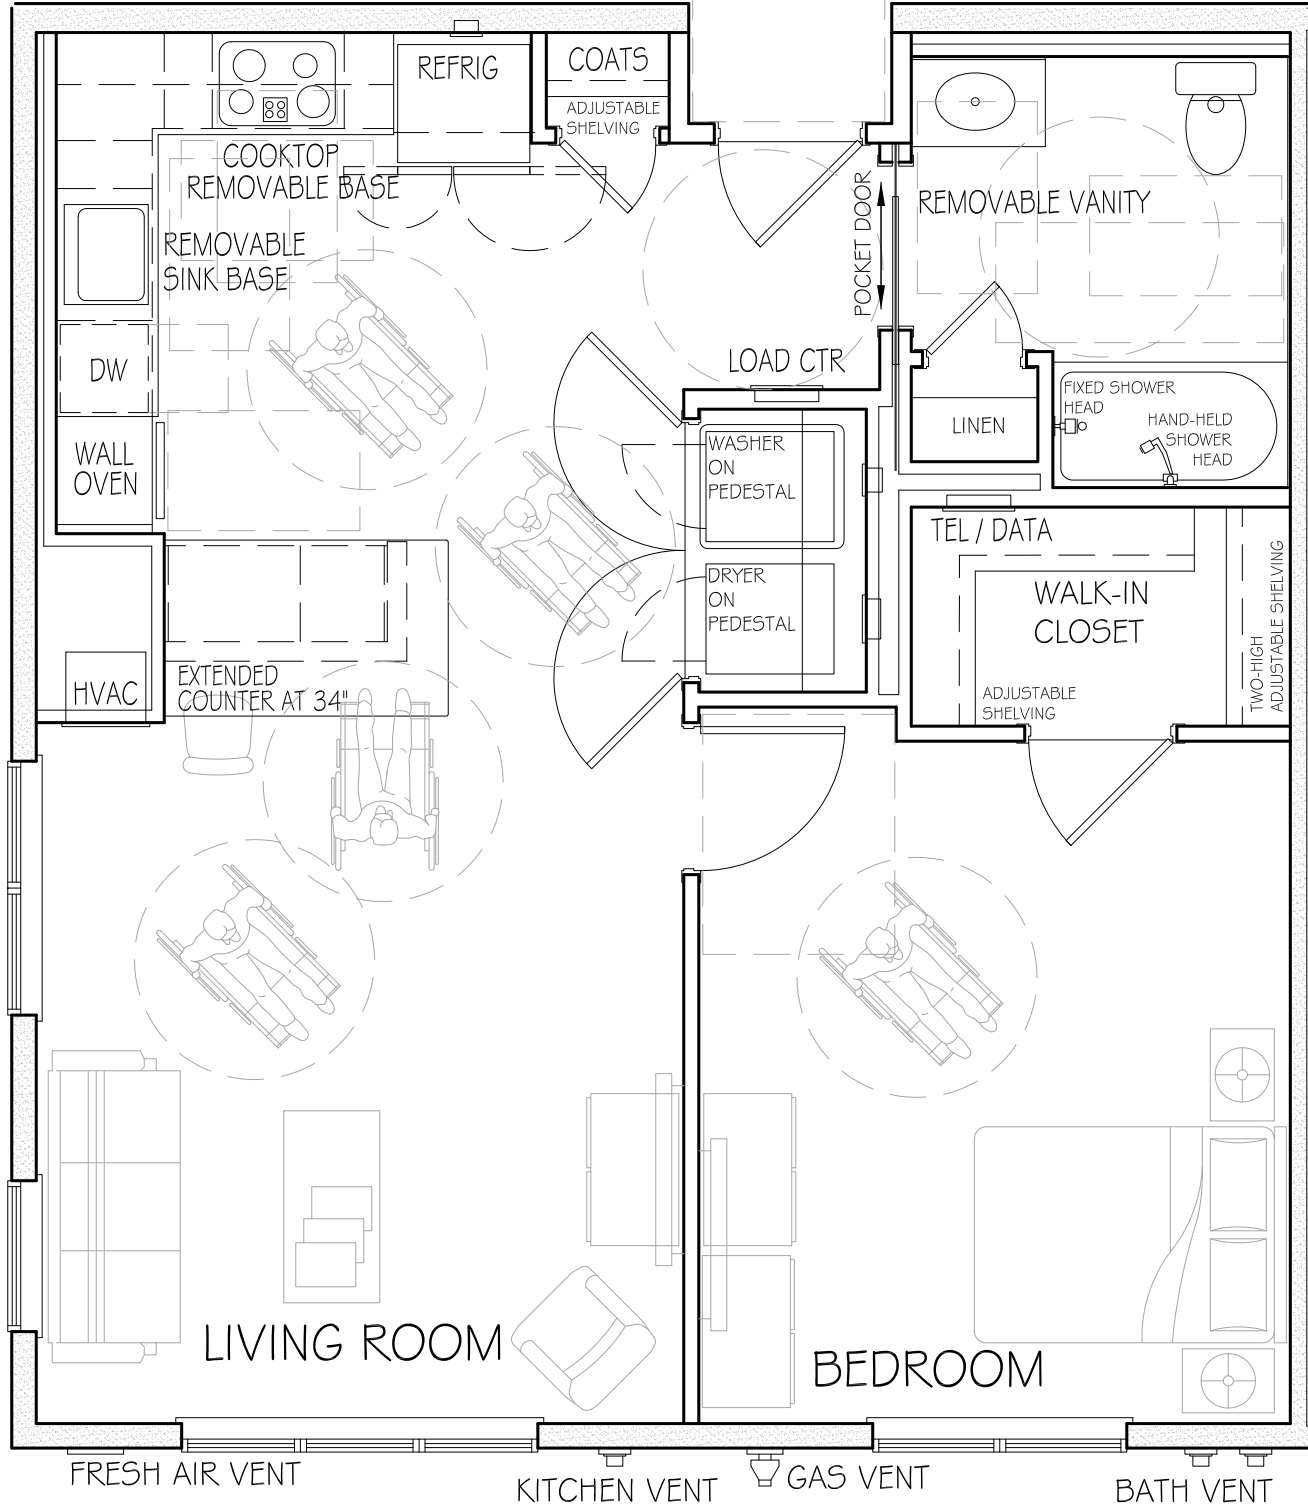 COATS
REFRIG
ADJUSTABLE
SHELVING
COOKTOP
REMOVABLE BASE
POCKET DOOR
REMOVABLE VANITY
REMOVABLE
SINK BASE
LOAD CTR
DW
FIXED SHOWER
HEAD
HAND-HELD
SHOWER
HEAD
LINEN
WALL
OVEN
WASHER
ON
PEDESTAL
TEL / DATA
DRYER
ON
PEDESTAL
WALK-IN
CLOSET
TWO-HIGH
ADJUSTABLE SHELVING
EXTENDED
COUNTER AT 34"
HVAC
ADJUSTABLE
SHELVING
LIVING ROOM
BEDROOM
FRESH AIR VENT
KITCHEN VENT
GAS VENT
BATH VENT